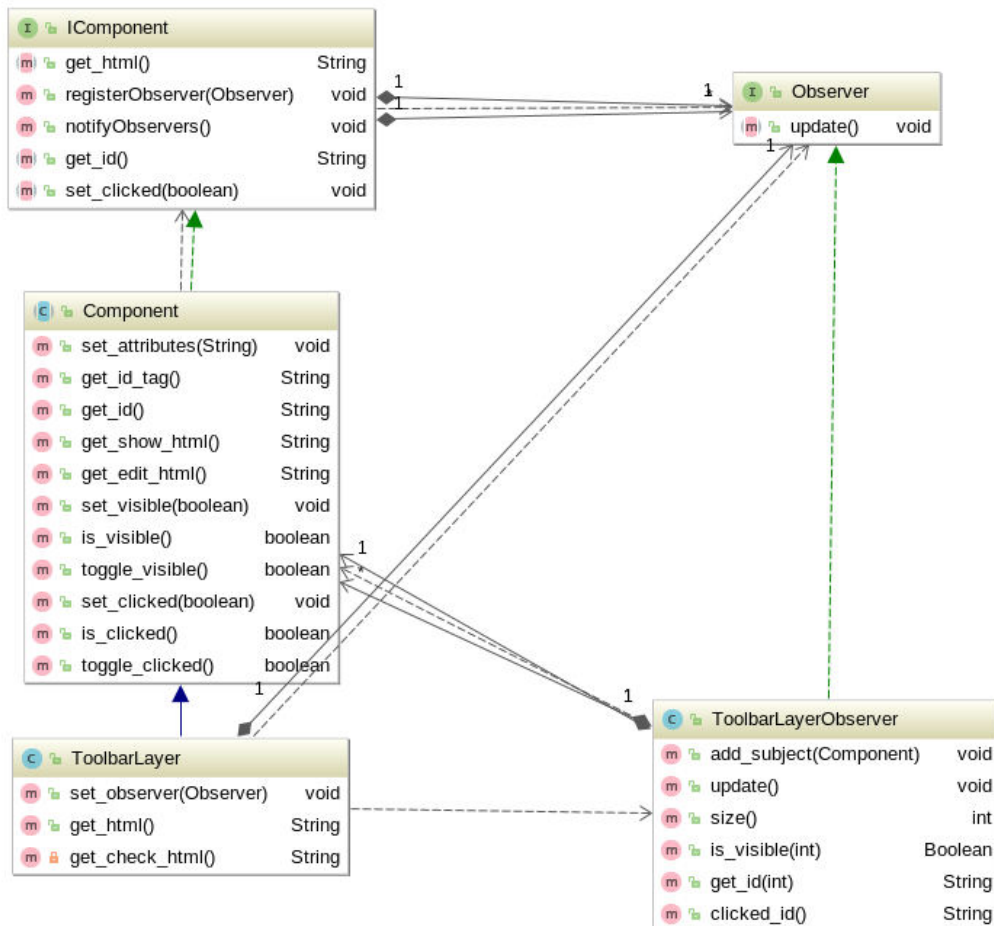 IComponent
get_html() String
registerObserver(Observer) void
notifyObservers() void
get_id() String
set_clicked(boolean) void
1
1
1
*
Observer
update() void
1
Component
set_attributes(String) void
get_id_tag() String
get_id() String
get_show_html() String
get_edit_html() String
set_visible(boolean) void
is_visible() boolean
toggle_visible() boolean
set_clicked(boolean) void
is_clicked() boolean
toggle_clicked() boolean
1
*
1
1
ToolbarLayer
set_observer(Observer) void
get_html() String
get_check_html() String
ToolbarLayerObserver
add_subject(Component) void
update() void
size() int
is_visible(int) Boolean
get_id(int) String
clicked_id() String